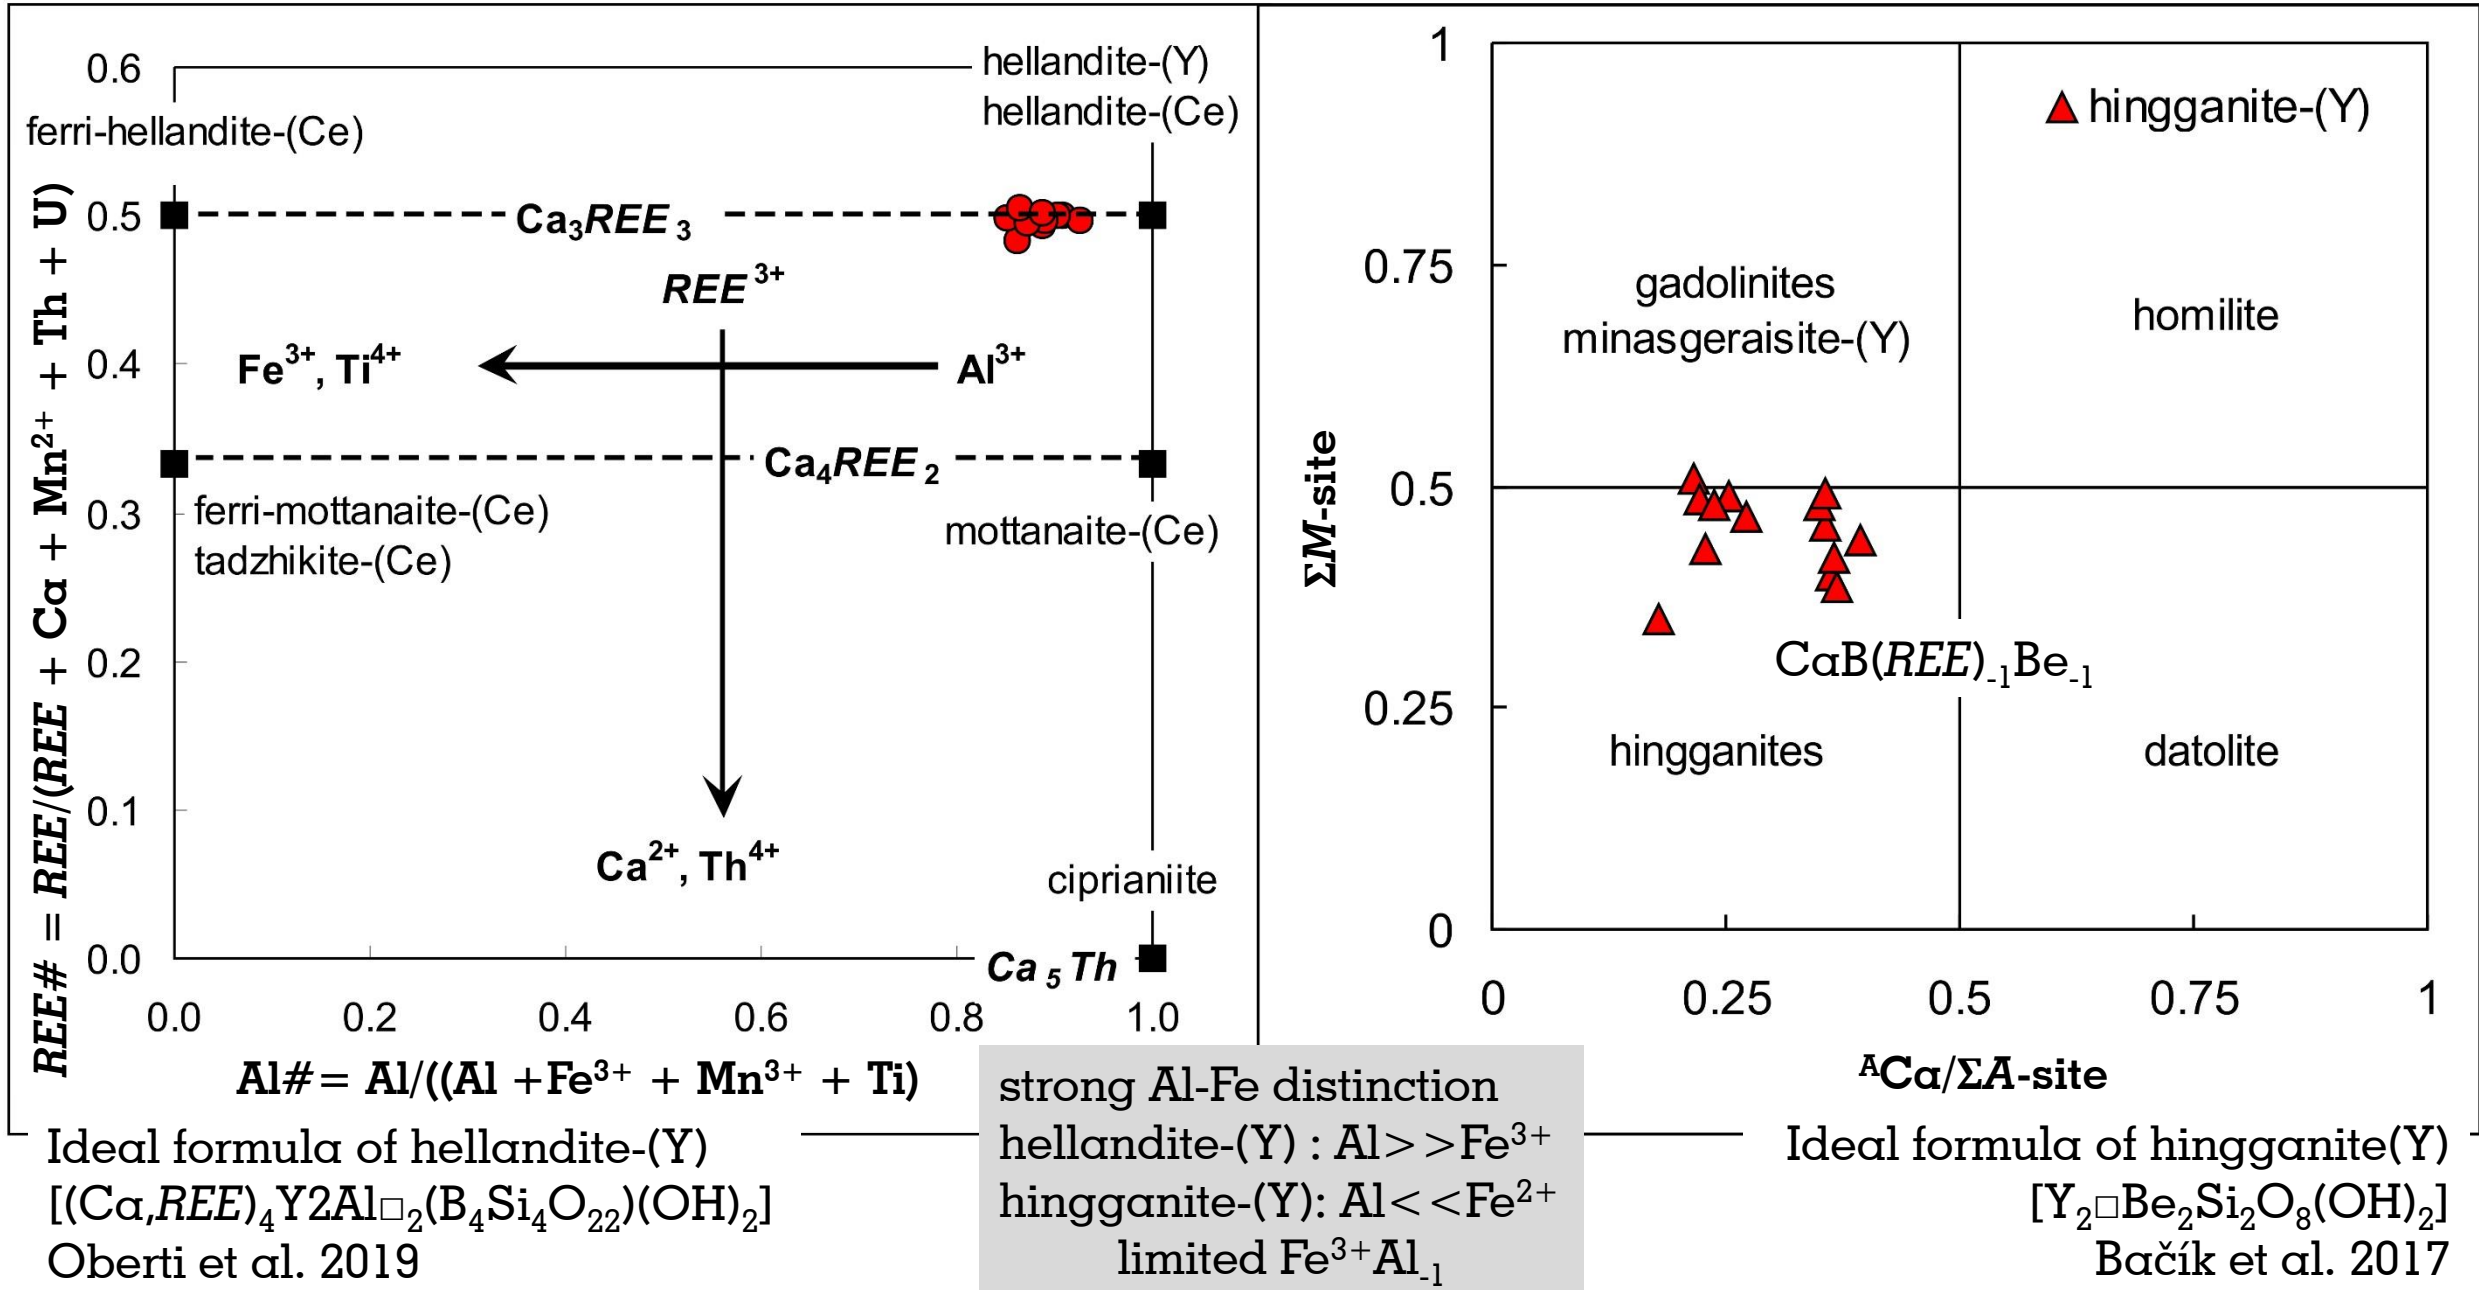 0.6
0.5
0.4
0.3
0.2
0.1
0.0
0.0
0.2
0.4
0.6
0.8
1.0
REE# = REE/(REE + Ca + Mn²⁺ + Th + U)
Al#= Al/((Al +Fe³⁺ + Mn³⁺ + Ti)
hellandite-(Y)
hellandite-(Ce)
ferri-hellandite-(Ce)
Ca₃REE₃
REE³⁺
Fe³⁺, Ti⁴⁺
Al³⁺
Ca₄REE₂
ferri-mottanaite-(Ce)
tadzhikite-(Ce)
mottanaite-(Ce)
Ca²⁺, Th⁴⁺
ciprianiite
Ca₅Th
Ideal formula of hellandite-(Y)
[(Ca,REE)₄Y2Al□₂(B₄Si₄O₂₂)(OH)₂]
Oberti et al. 2019
strong Al-Fe distinction
hellandite-(Y) : Al>>Fe³⁺
hingganite-(Y): Al<<Fe²⁺
limited Fe³⁺Al₋₁
1
0.75
0.5
0.25
0
0
0.25
0.5
0.75
1
ΣM-site
ᴬCa/ΣA-site
hingganite-(Y)
gadolinites
minasgeraisite-(Y)
homilite
CaB(REE)₋₁Be₋₁
hingganites
datolite
Ideal formula of hingganite(Y)
[Y₂□Be₂Si₂O₈(OH)₂]
Bačík et al. 2017